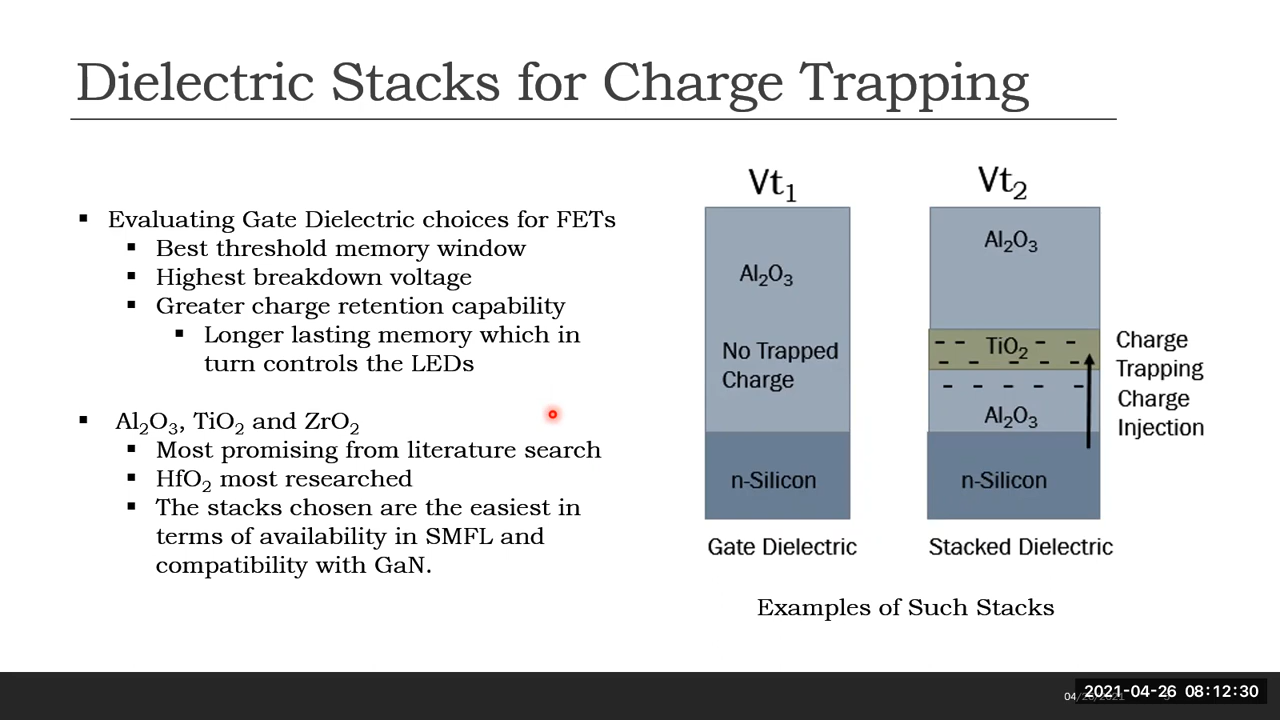 Dielectric Stacks for Charge Trapping
▪ Evaluating Gate Dielectric choices for FETs
▪ Best threshold memory window
▪ Highest breakdown voltage
▪ Greater charge retention capability
▪ Longer lasting memory which in
turn controls the LEDs
▪ Al₂O₃, TiO₂ and ZrO₂
▪ Most promising from literature search
▪ HfO₂ most researched
▪ The stacks chosen are the easiest in
terms of availability in SMFL and
compatibility with GaN.
Vt₁
Al₂O₃
No Trapped
Charge
n-Silicon
Gate Dielectric
Vt₂
Al₂O₃
TiO₂
Al₂O₃
n-Silicon
Stacked Dielectric
Charge
Trapping
Charge
Injection
Examples of Such Stacks
2021-04-26 08:12:30